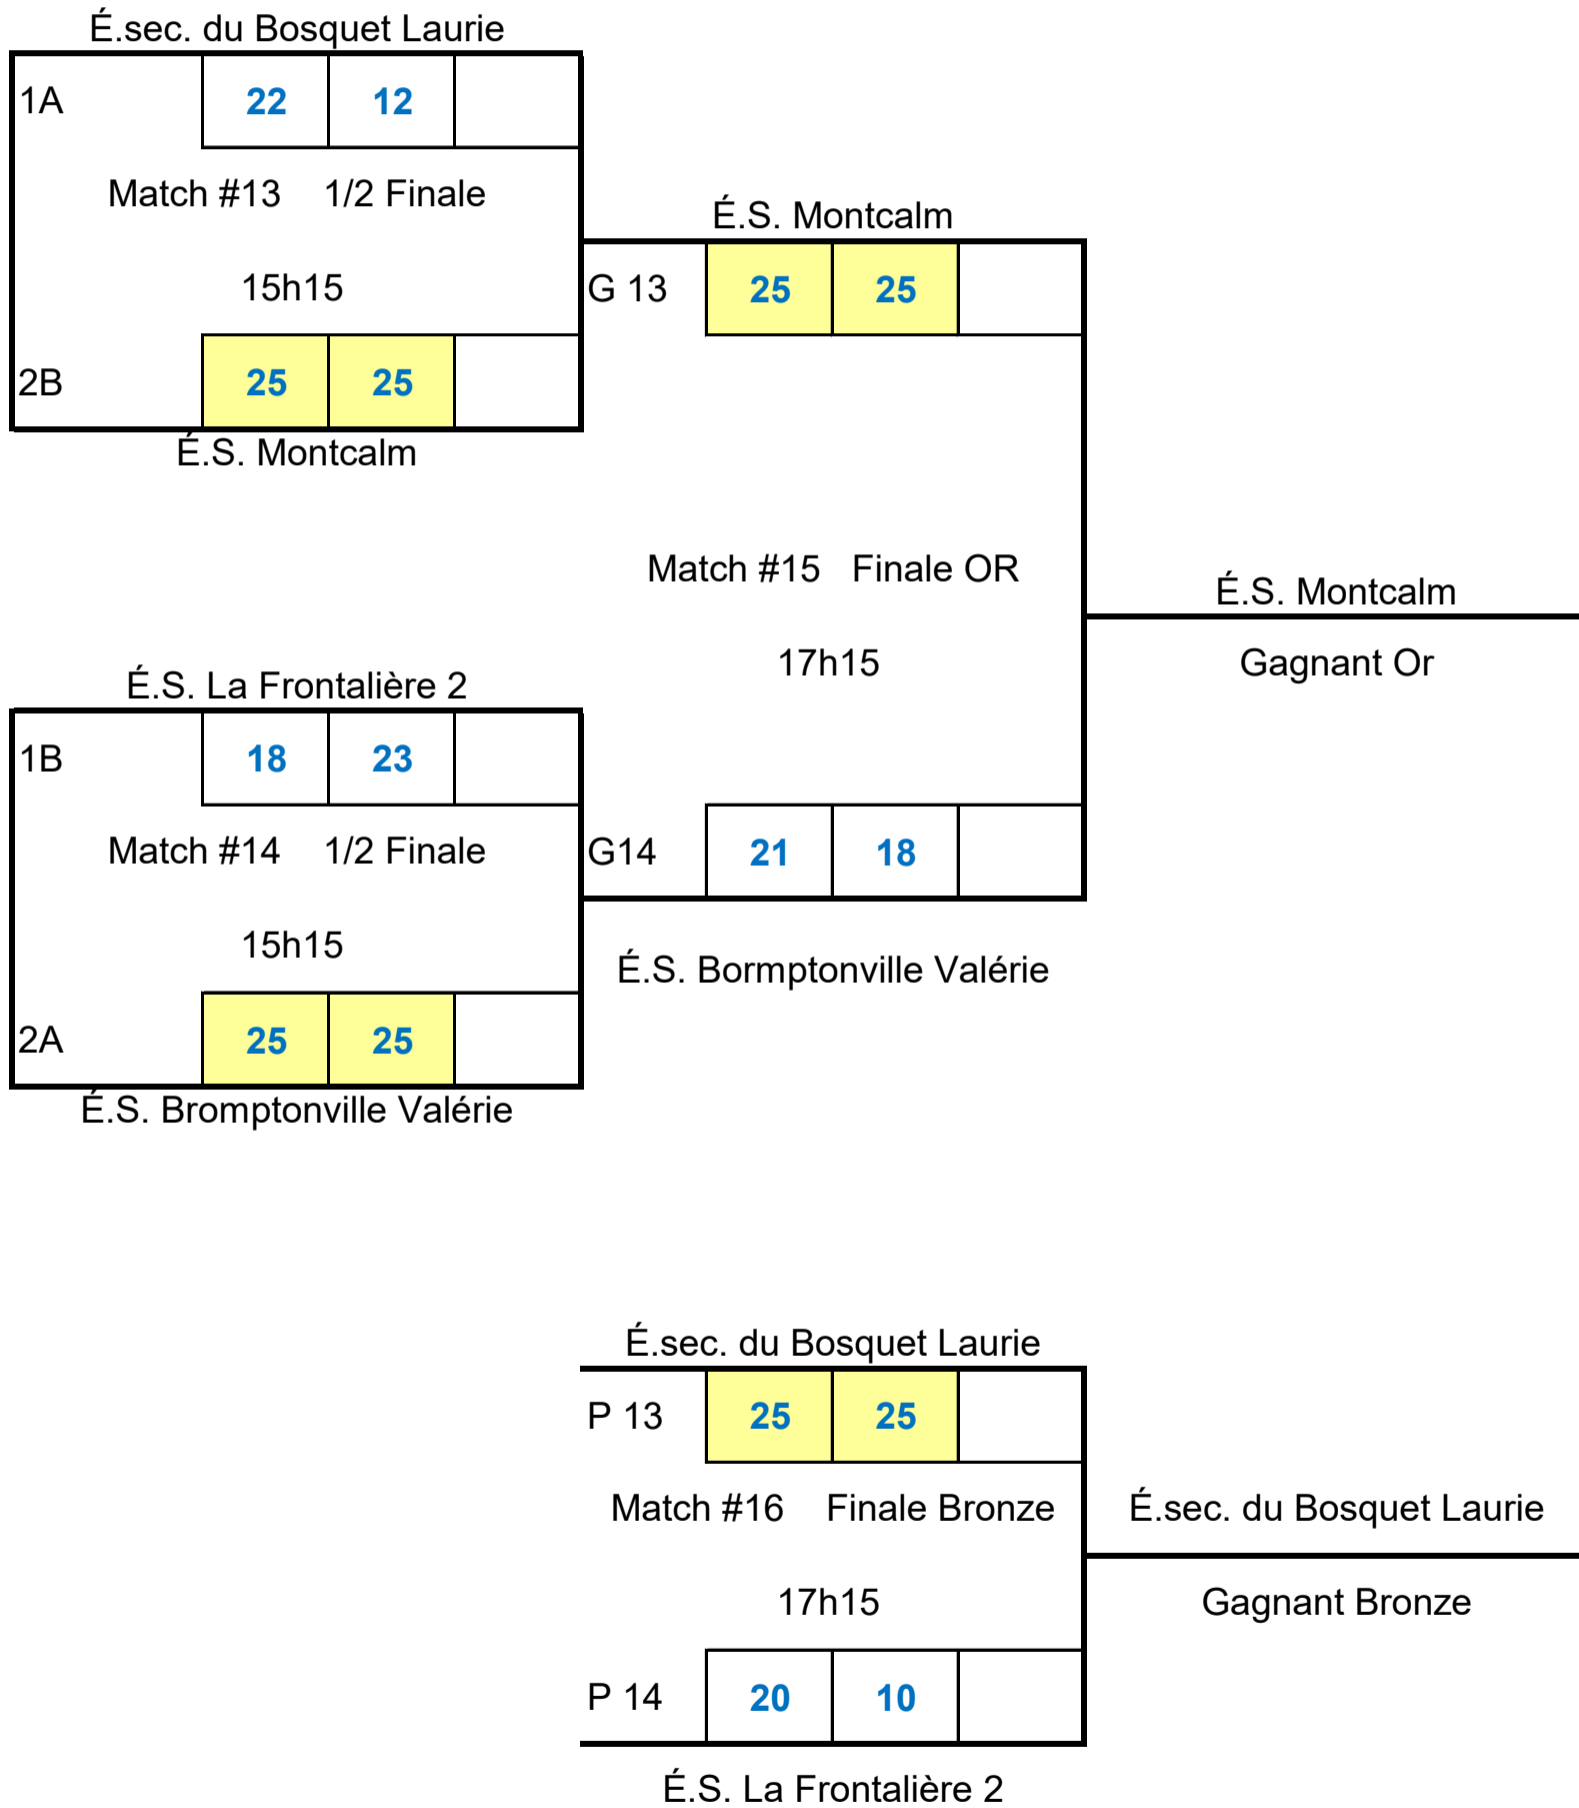 É.sec. du Bosquet Laurie
1A 22 12
Match #13 1/2 Finale
15h15
2B 25 25
É.S. Montcalm
É.S. Montcalm
G 13 25 25
Match #15 Finale OR
17h15
G14 21 18
É.S. Bormptonville Valérie
É.S. Montcalm
Gagnant Or
É.S. La Frontalière 2
1B 18 23
Match #14 1/2 Finale
15h15
2A 25 25
É.S. Bromptonville Valérie
É.sec. du Bosquet Laurie
P 13 25 25
Match #16 Finale Bronze
17h15
P 14 20 10
É.S. La Frontalière 2
É.sec. du Bosquet Laurie
Gagnant Bronze